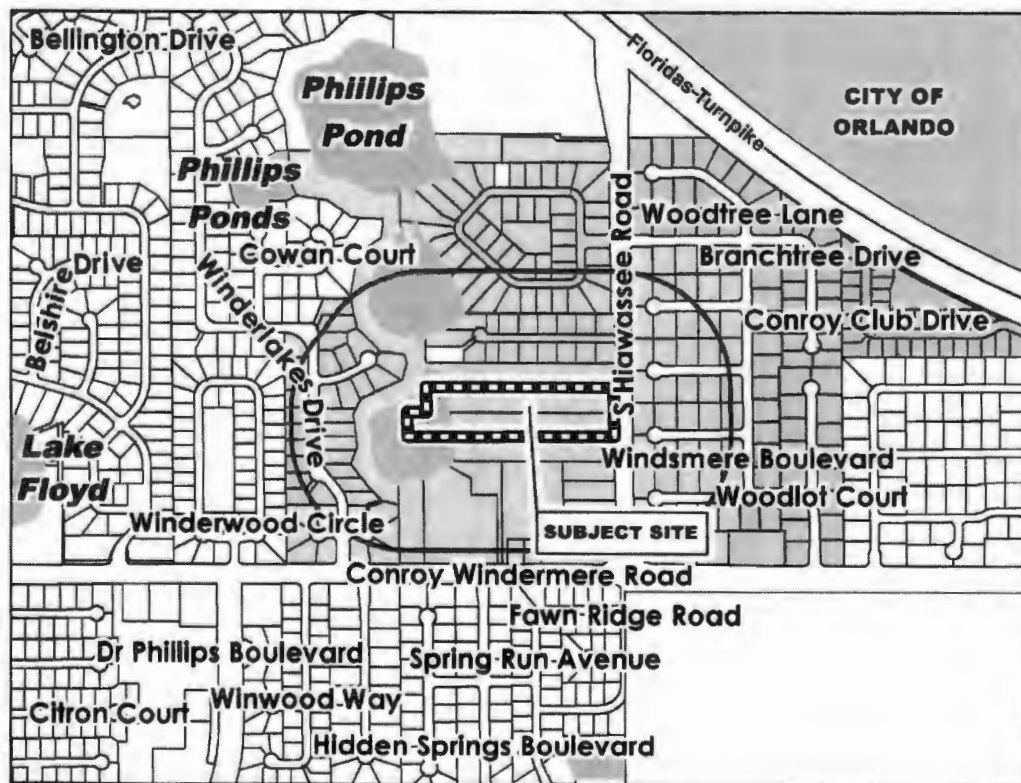 Bellington Drive
Phiilips
Pond
Floridas-Turnpike
CITY OF
ORLANDO
Phillips
Ponds
Woodtree Lane
Cowan Court
S Hiawassee Road
Branchtree Drive
Belshire Drive
Winderlakes Drive
Conroy Club Drive
Lake
Floyd
Windsmere Boulevard
Woodlot Court
Winderwood Circle
SUBJECT SITE
Conroy Windermere Road
Fawn Ridge Road
Dr Phillips Boulevard
Spring Run Avenue
Winwood Way
Citron Court
Hidden Springs Boulevard